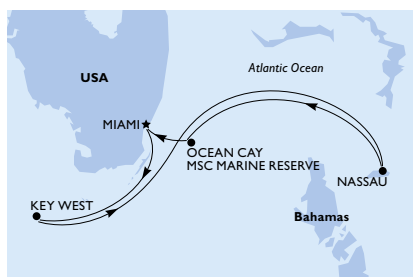 USA
Atlantic Ocean
MIAMI
OCEAN CAY
MSC MARINE RESERVE
NASSAU
KEY WEST
Bahamas